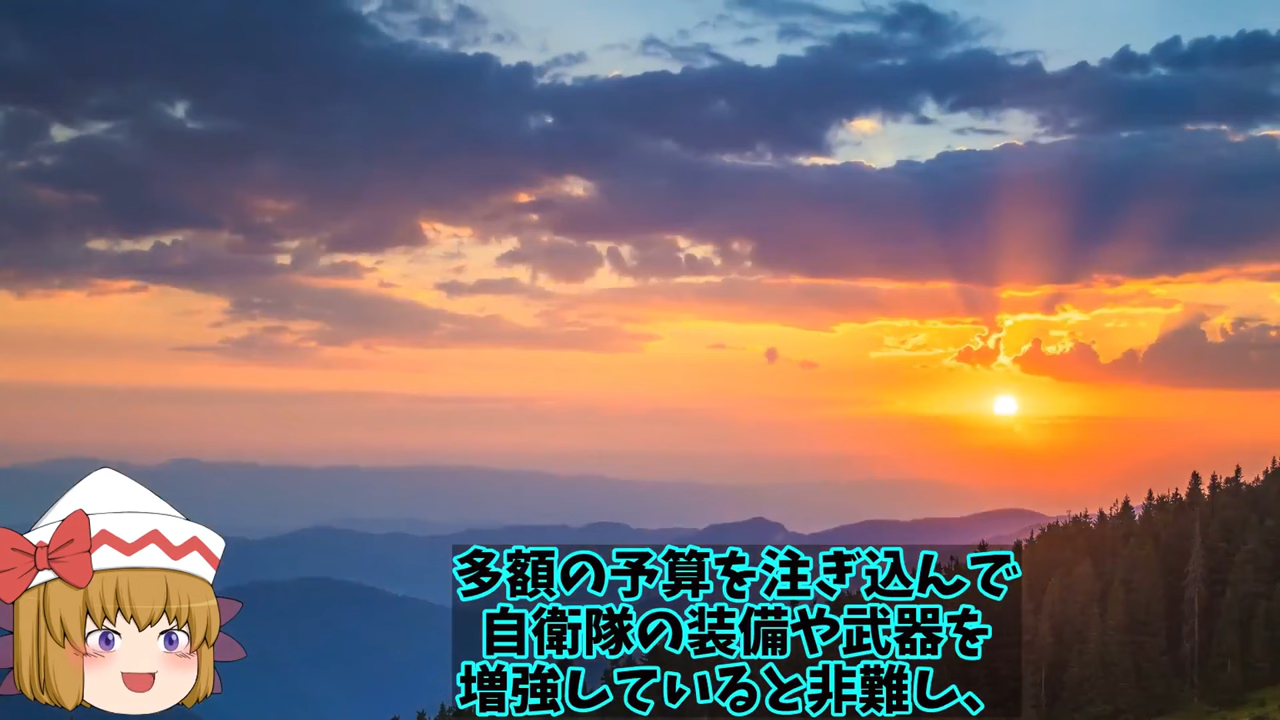 多額の予算を注ぎ込んで
自衛隊の装備や武器を
増強していると非難し、